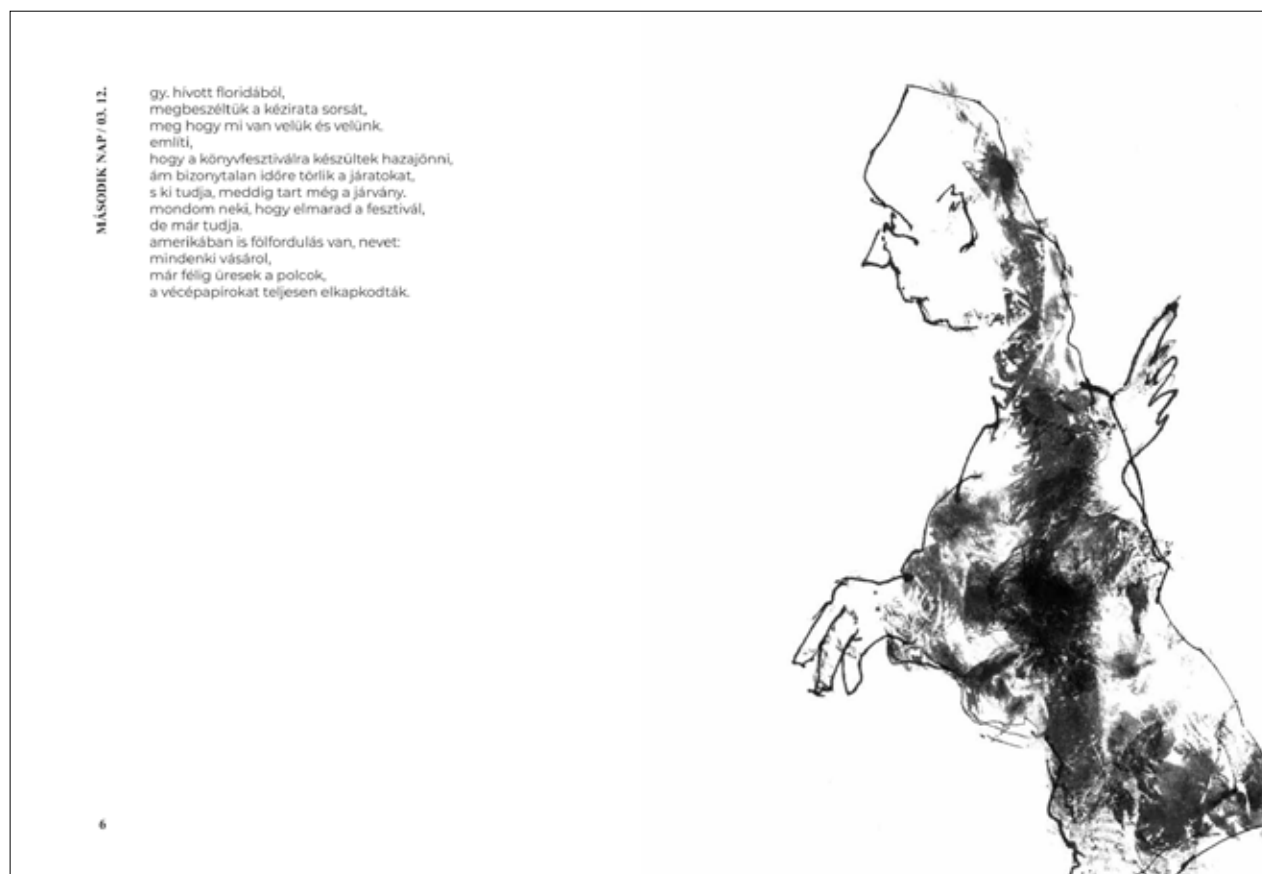 MÁSODIK NAP / 03. 12.
gy. hívott floridából,
megbeszéltük a kézirata sorsát,
meg hogy mi van velük és velünk.
említi,
hogy a könyvfesztiválra készültek hazajönni,
ám bizonytalan időre törlik a járatokat,
s ki tudja, meddig tart még a járvány.
mondom neki, hogy elmarad a fesztivál,
de már tudja.
amerikában is fölfordulás van, nevet:
mindenki vásárol,
már félig üresek a polcok,
a vécépapírokat teljesen elkapkodták.
6